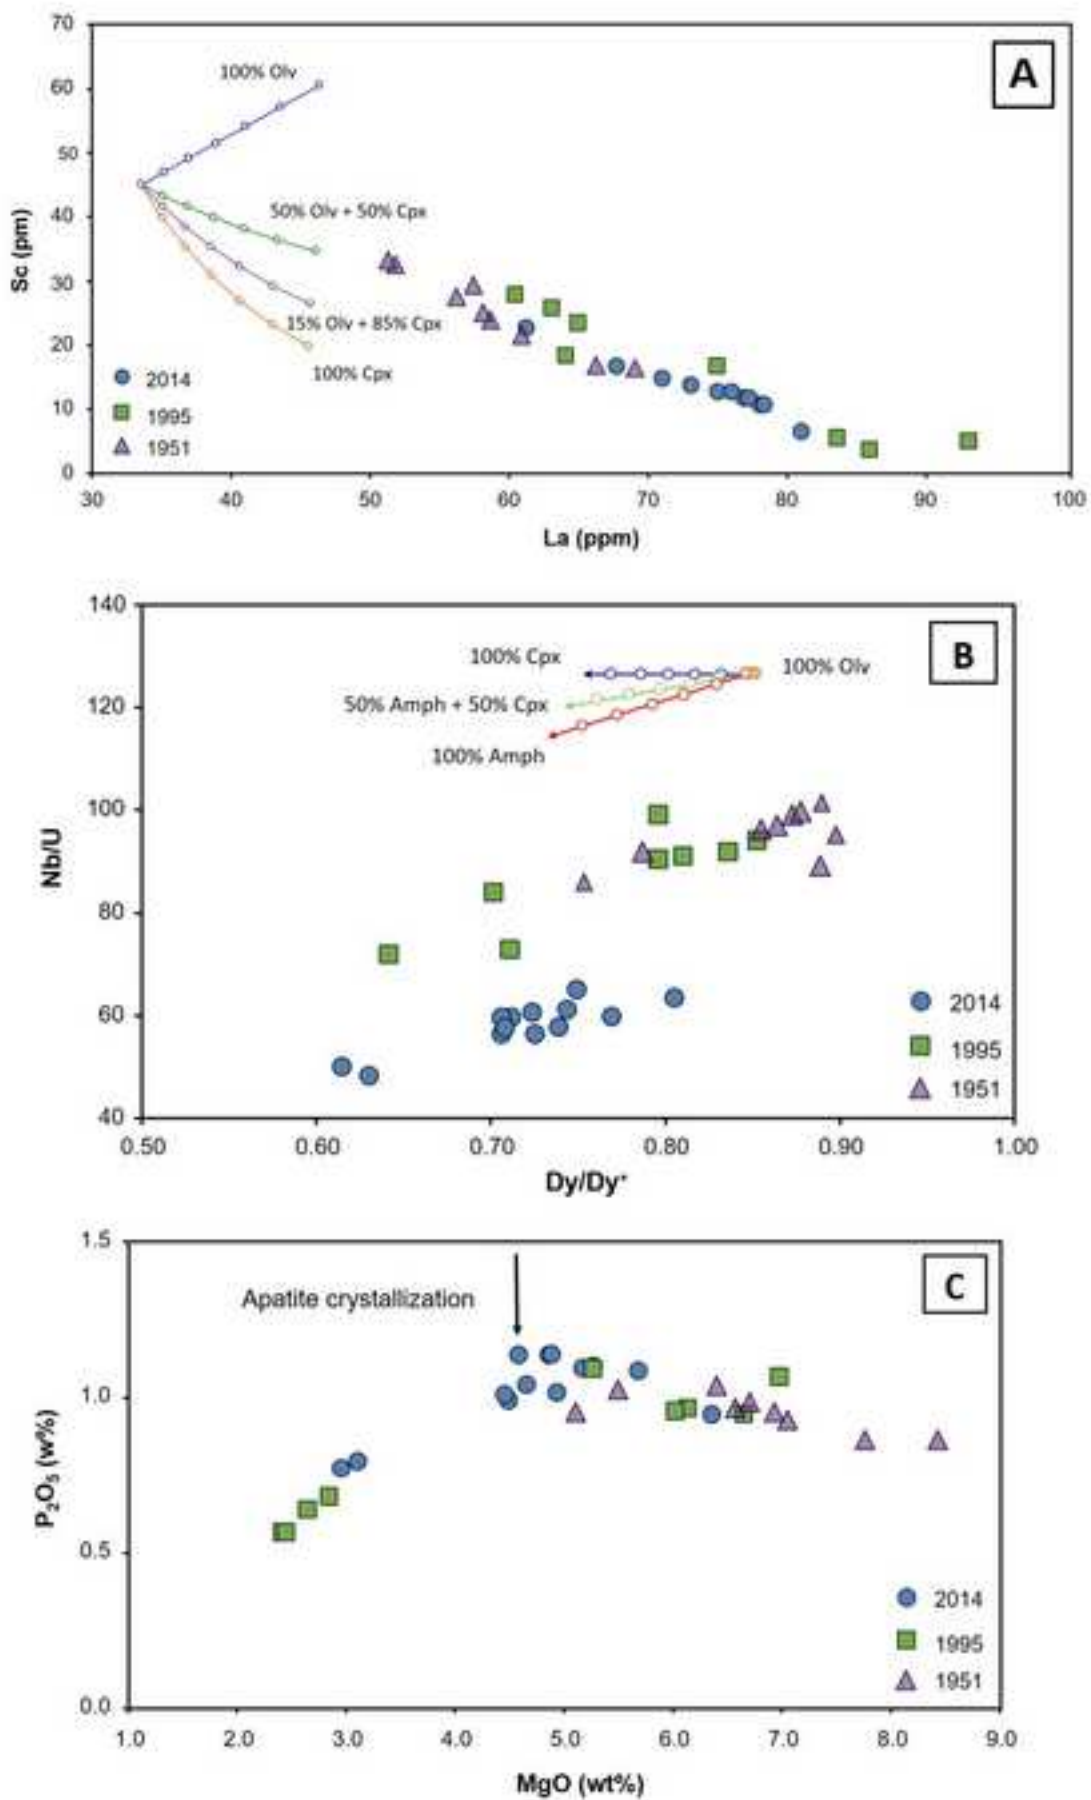 A
70
60
50
40
30
20
10
0
Sc (pm)
100% Olv
50% Olv + 50% Cpx
15% Olv + 85% Cpx
100% Cpx
2014
1995
1951
30 40 50 60 70 80 90 100
La (ppm)
B
140
120
100
80
60
40
Nb/U
100% Cpx
100% Olv
50% Amph + 50% Cpx
100% Amph
2014
1995
1951
0.50 0.60 0.70 0.80 0.90 1.00
Dy/Dy*
C
1.5
1.0
0.5
0.0
P₂O₅ (w%)
Apatite crystallization
2014
1995
1951
1.0 2.0 3.0 4.0 5.0 6.0 7.0 8.0 9.0
MgO (wt%)